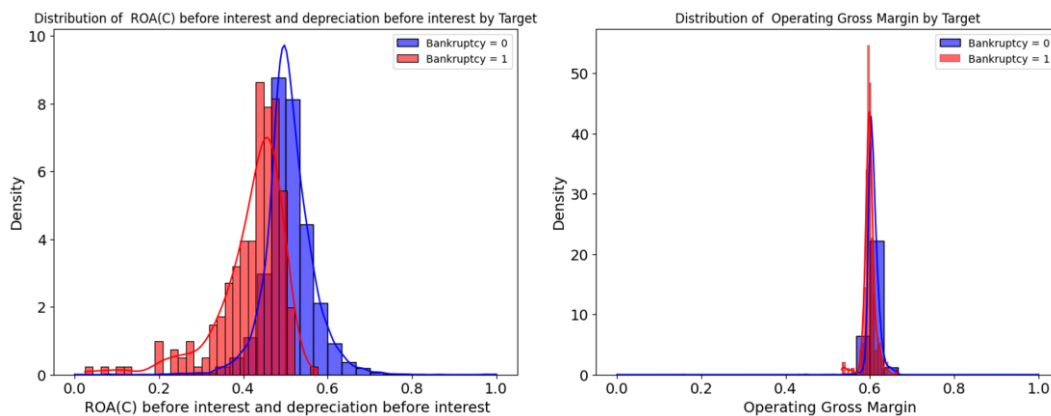 Distribution of  ROA(C) before interest and depreciation before interest by Target
10
8
6
4
2
0
Density
Bankruptcy = 0
Bankruptcy = 1
0.0 0.2 0.4 0.6 0.8 1.0
ROA(C) before interest and depreciation before interest
Distribution of  Operating Gross Margin by Target
50
40
30
20
10
0
Density
Bankruptcy = 0
Bankruptcy = 1
0.0 0.2 0.4 0.6 0.8 1.0
Operating Gross Margin